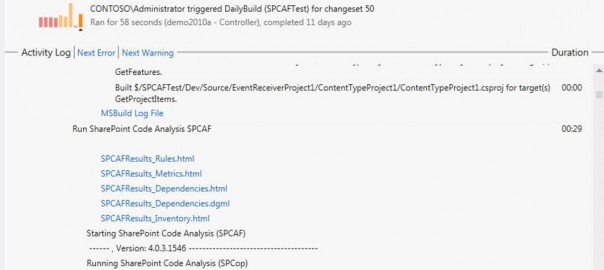 CONTOSO\Administrator triggered DailyBuild (SPCAFTest) for changeset 50
Ran for 58 seconds (demo2010a - Controller), completed 11 days ago
Activity Log | Next Error | Next Warning Duration
GetFeatures.
Built $/SPCAFTest/Dev/Source/EventReceiverProject1/ContentTypeProject1/ContentTypeProject1.csproj for target(s) 00:00
GetProjectItems.
MSBuild Log File
Run SharePoint Code Analysis SPCAF 00:29
SPCAFResults_Rules.html
SPCAFResults_Metrics.html
SPCAFResults_Dependencies.html
SPCAFResults_Dependencies.dgml
SPCAFResults_Inventory.html
Starting SharePoint Code Analysis (SPCAF)
------ , Version: 4.0.3.1546 -------------------------------------
Running SharePoint Code Analysis (SPCop)